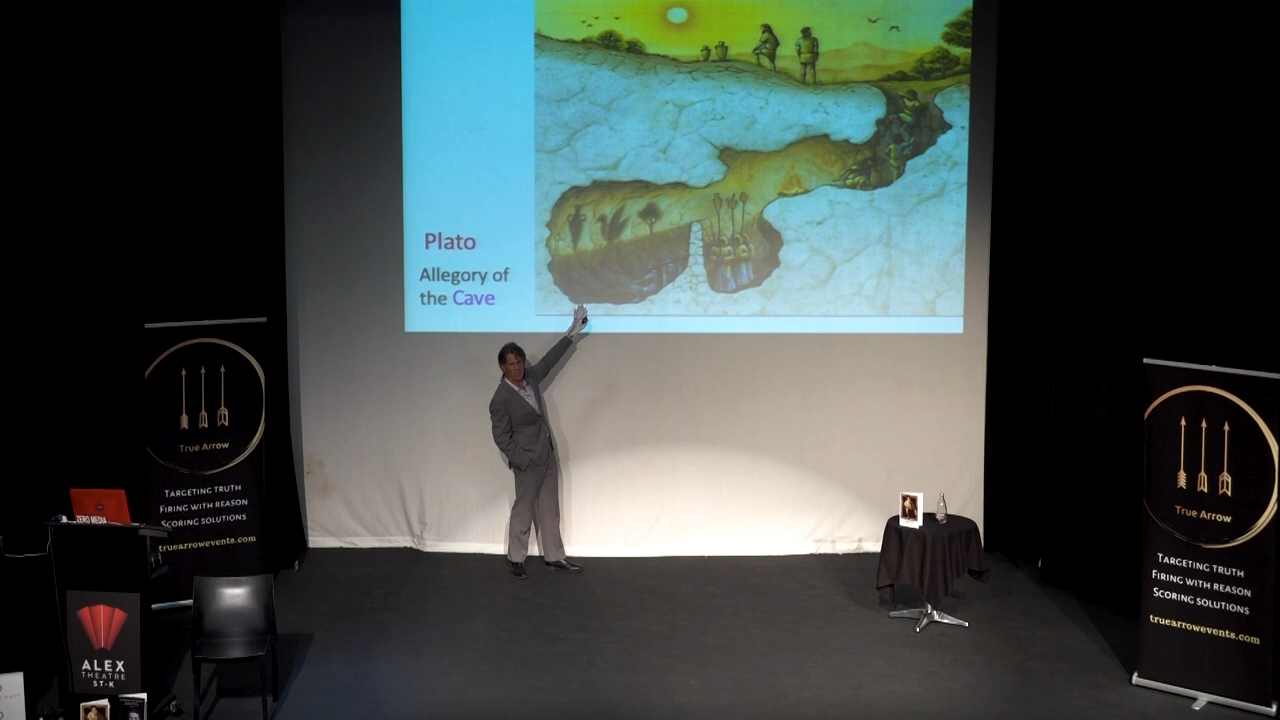 Plato
Allegory of
the Cave
True Arrow
Targeting truth
Firing with reason
Scoring solutions
truearrowevents.com
ZERO MEDIA
ALEX
THEATRE
ST·K
True Arrow
Targeting truth
Firing with reason
Scoring solutions
truearrowevents.com